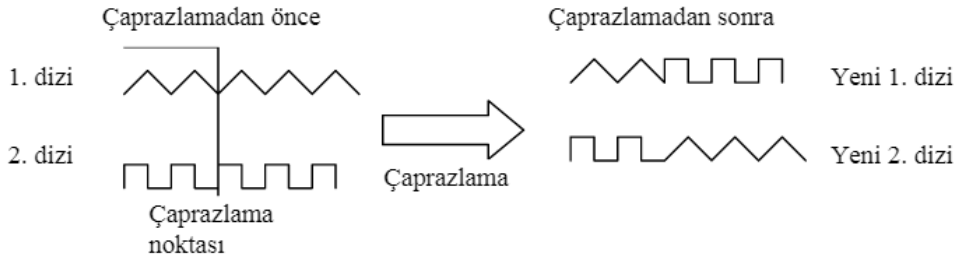 Çaprazlamadan önce
Çaprazlamadan sonra
1. dizi
Yeni 1. dizi
2. dizi
Yeni 2. dizi
Çaprazlama
Çaprazlama
noktası